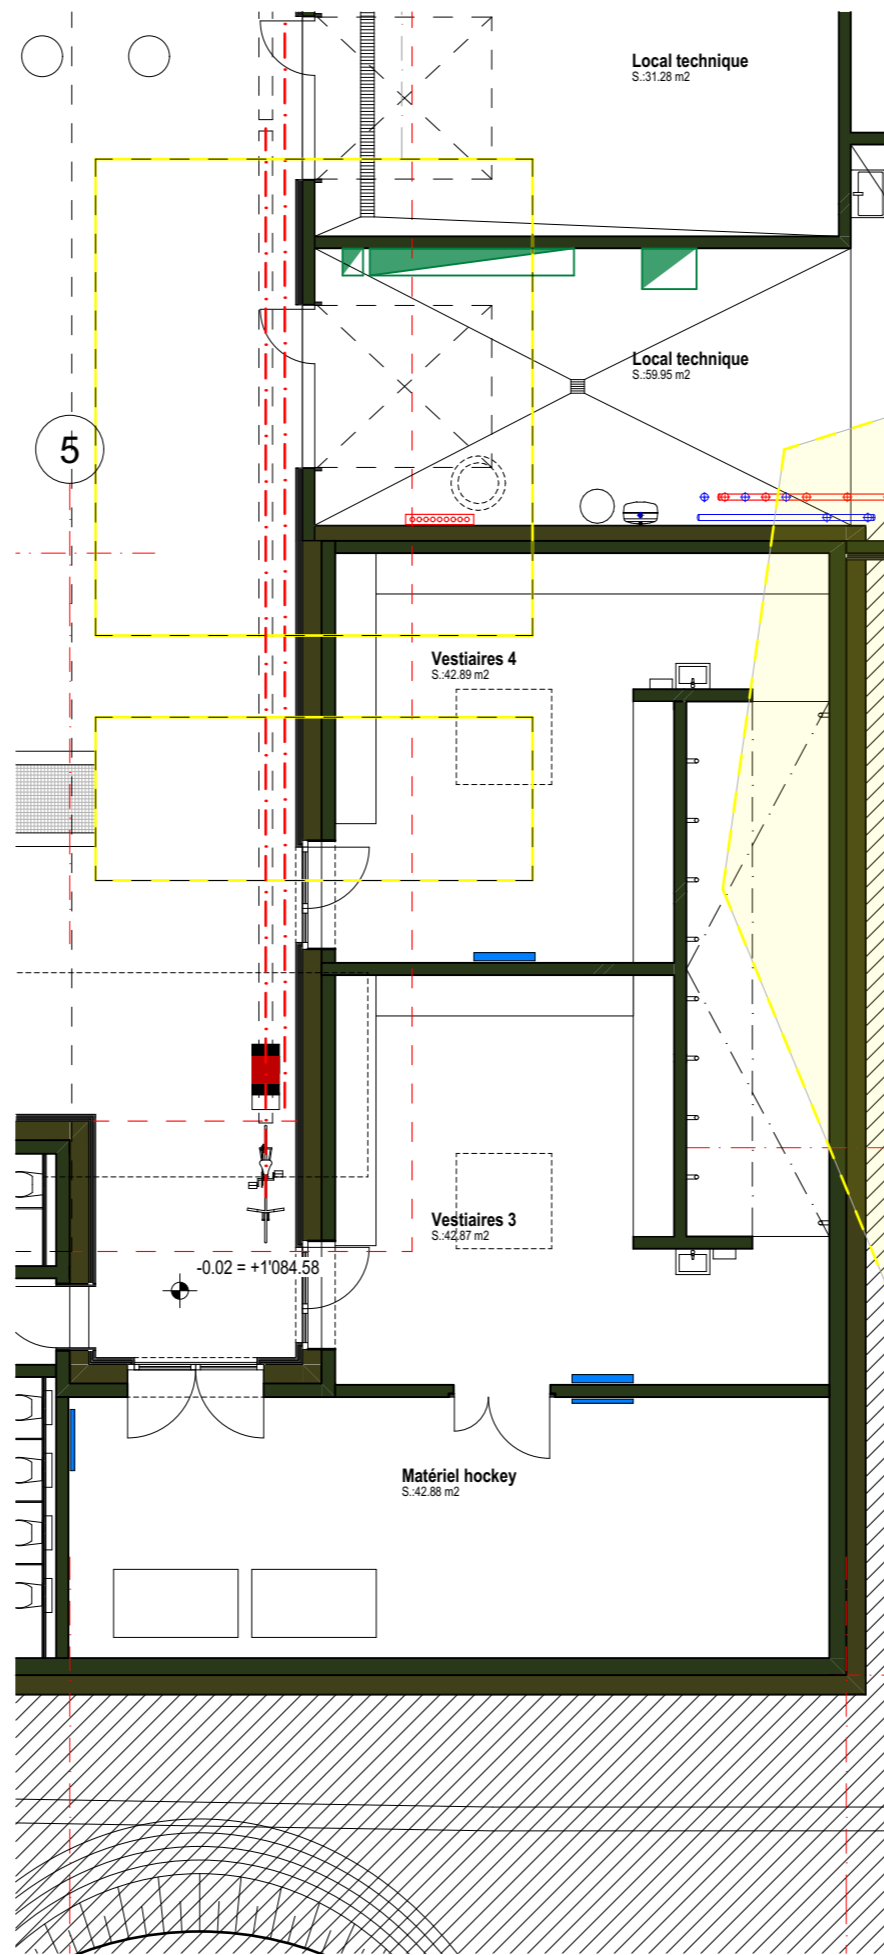 Local technique
S.:31.28 m2
Local technique
S.:59.95 m2
5
Vestiaires 4
S.:42.89 m2
Vestiaires 3
S.:42.87 m2
-0.02 = +1'084.58
Matériel hockey
S.:42.88 m2